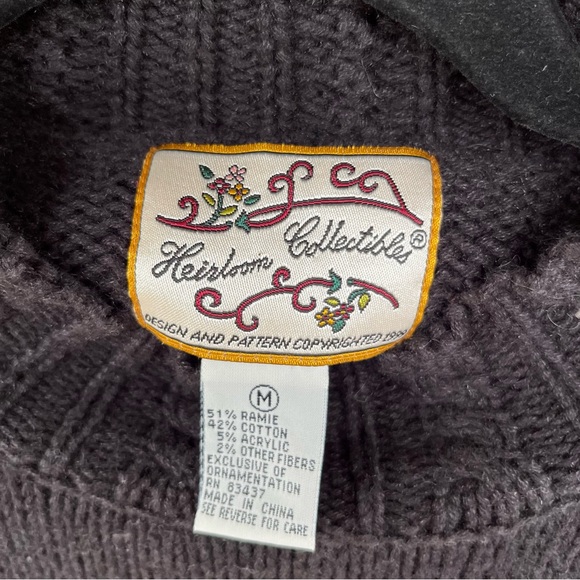 Heirloom Collectibles®
DESIGN AND PATTERN COPYRIGHTED
M
51% RAMIE
42% COTTON
5% ACRYLIC
2% OTHER FIBERS
EXCLUSIVE OF
ORNAMENTATION
RN 83437
MADE IN CHINA
SEE REVERSE FOR CARE